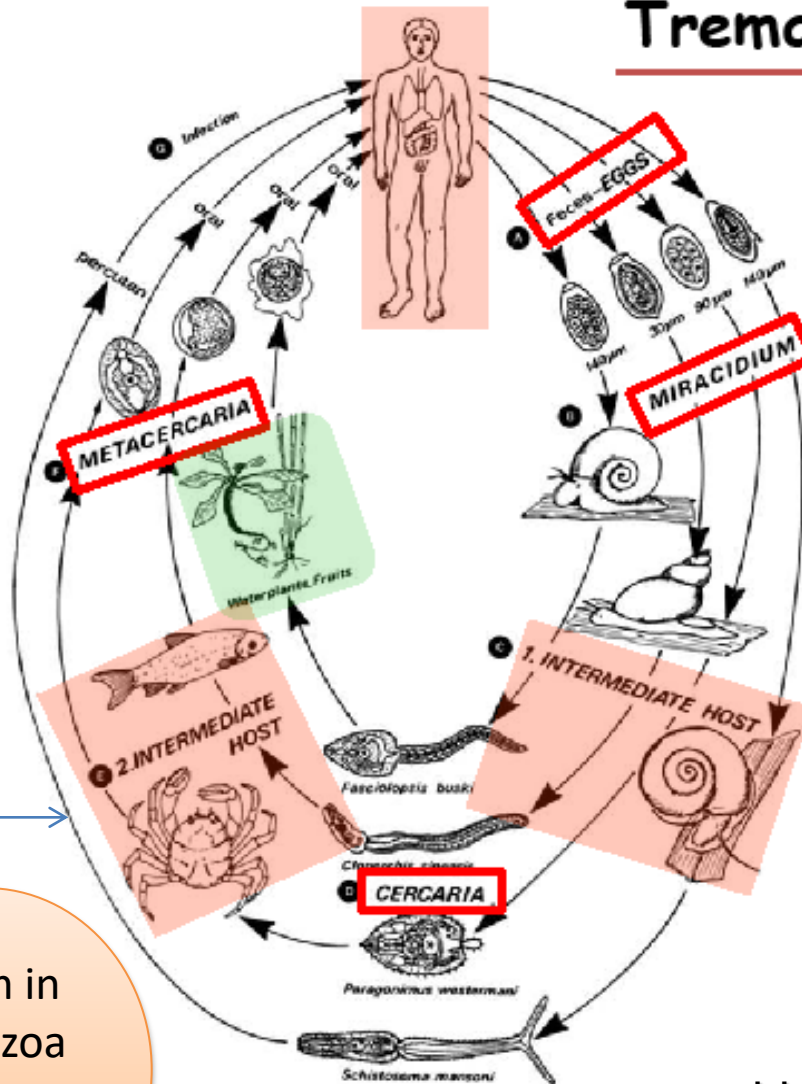 Trema
G Infection
oral
oral
oral
percutan
A
Feces-EGGS
140µm
30µm
90µm
140µm
B
MIRACIDIUM
F METACERCARIA
Waterplants, Fruits
C 1. INTERMEDIATE HOST
E 2. INTERMEDIATE
HOST
Fasciolopsis buski
Clonorchis sinensis
D CERCARIA
Paragonimus westermani
n in
zoa
Schistosoma mansoni